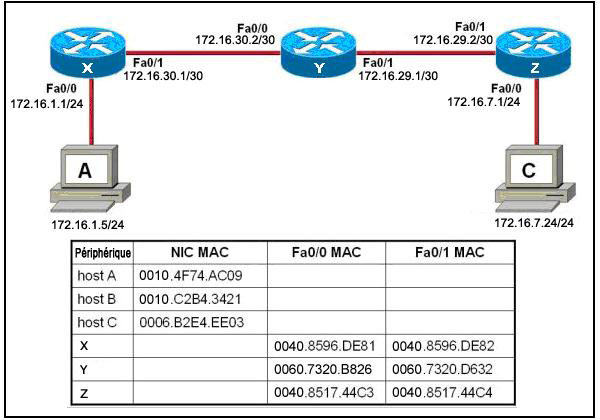 Fa0/0
172.16.30.2/30
Fa0/1
172.16.29.2/30
X
Y
Z
Fa0/1
172.16.30.1/30
Fa0/1
172.16.29.1/30
Fa0/0
172.16.1.1/24
Fa0/0
172.16.7.1/24
A
C
172.16.1.5/24
172.16.7.24/24
Périphérique NIC MAC Fa0/0 MAC Fa0/1 MAC
host A 0010.4F74.AC09
host B 0010.C2B4.3421
host C 0006.B2E4.EE03
X 0040.8596.DE81 0040.8596.DE82
Y 0060.7320.B826 0060.7320.D632
Z 0040.8517.44C3 0040.8517.44C4